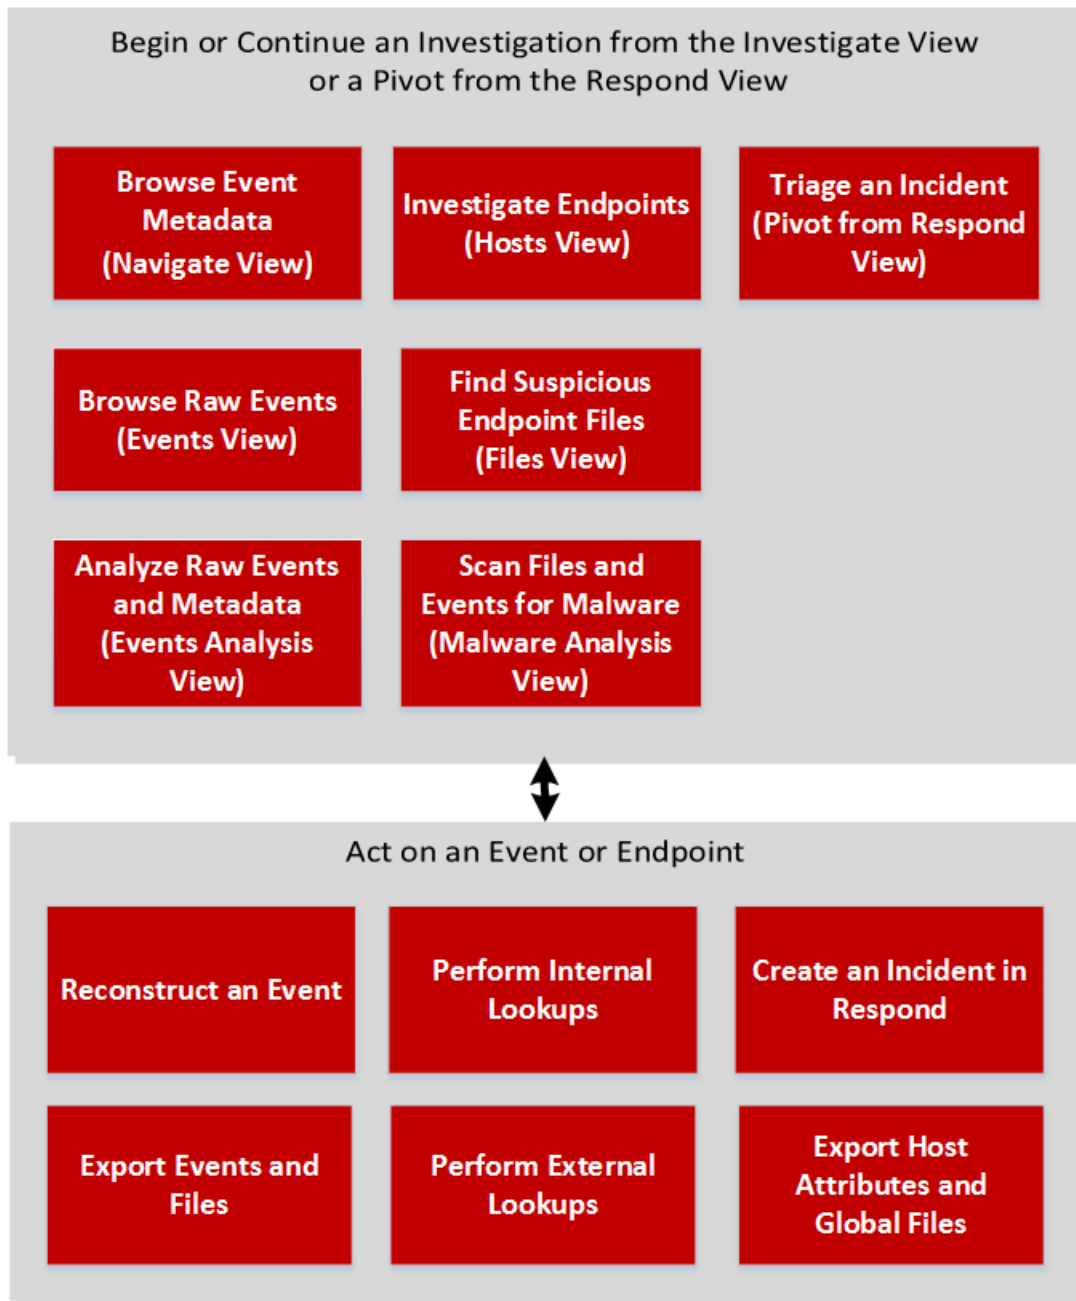 Begin or Continue an Investigation from the Investigate View
or a Pivot from the Respond View
Browse Event
Metadata
(Navigate View)
Investigate Endpoints
(Hosts View)
Triage an Incident
(Pivot from Respond
View)
Browse Raw Events
(Events View)
Find Suspicious
Endpoint Files
(Files View)
Analyze Raw Events
and Metadata
(Events Analysis
View)
Scan Files and
Events for Malware
(Malware Analysis
View)
Act on an Event or Endpoint
Reconstruct an Event
Perform Internal
Lookups
Create an Incident in
Respond
Export Events and
Files
Perform External
Lookups
Export Host
Attributes and
Global Files